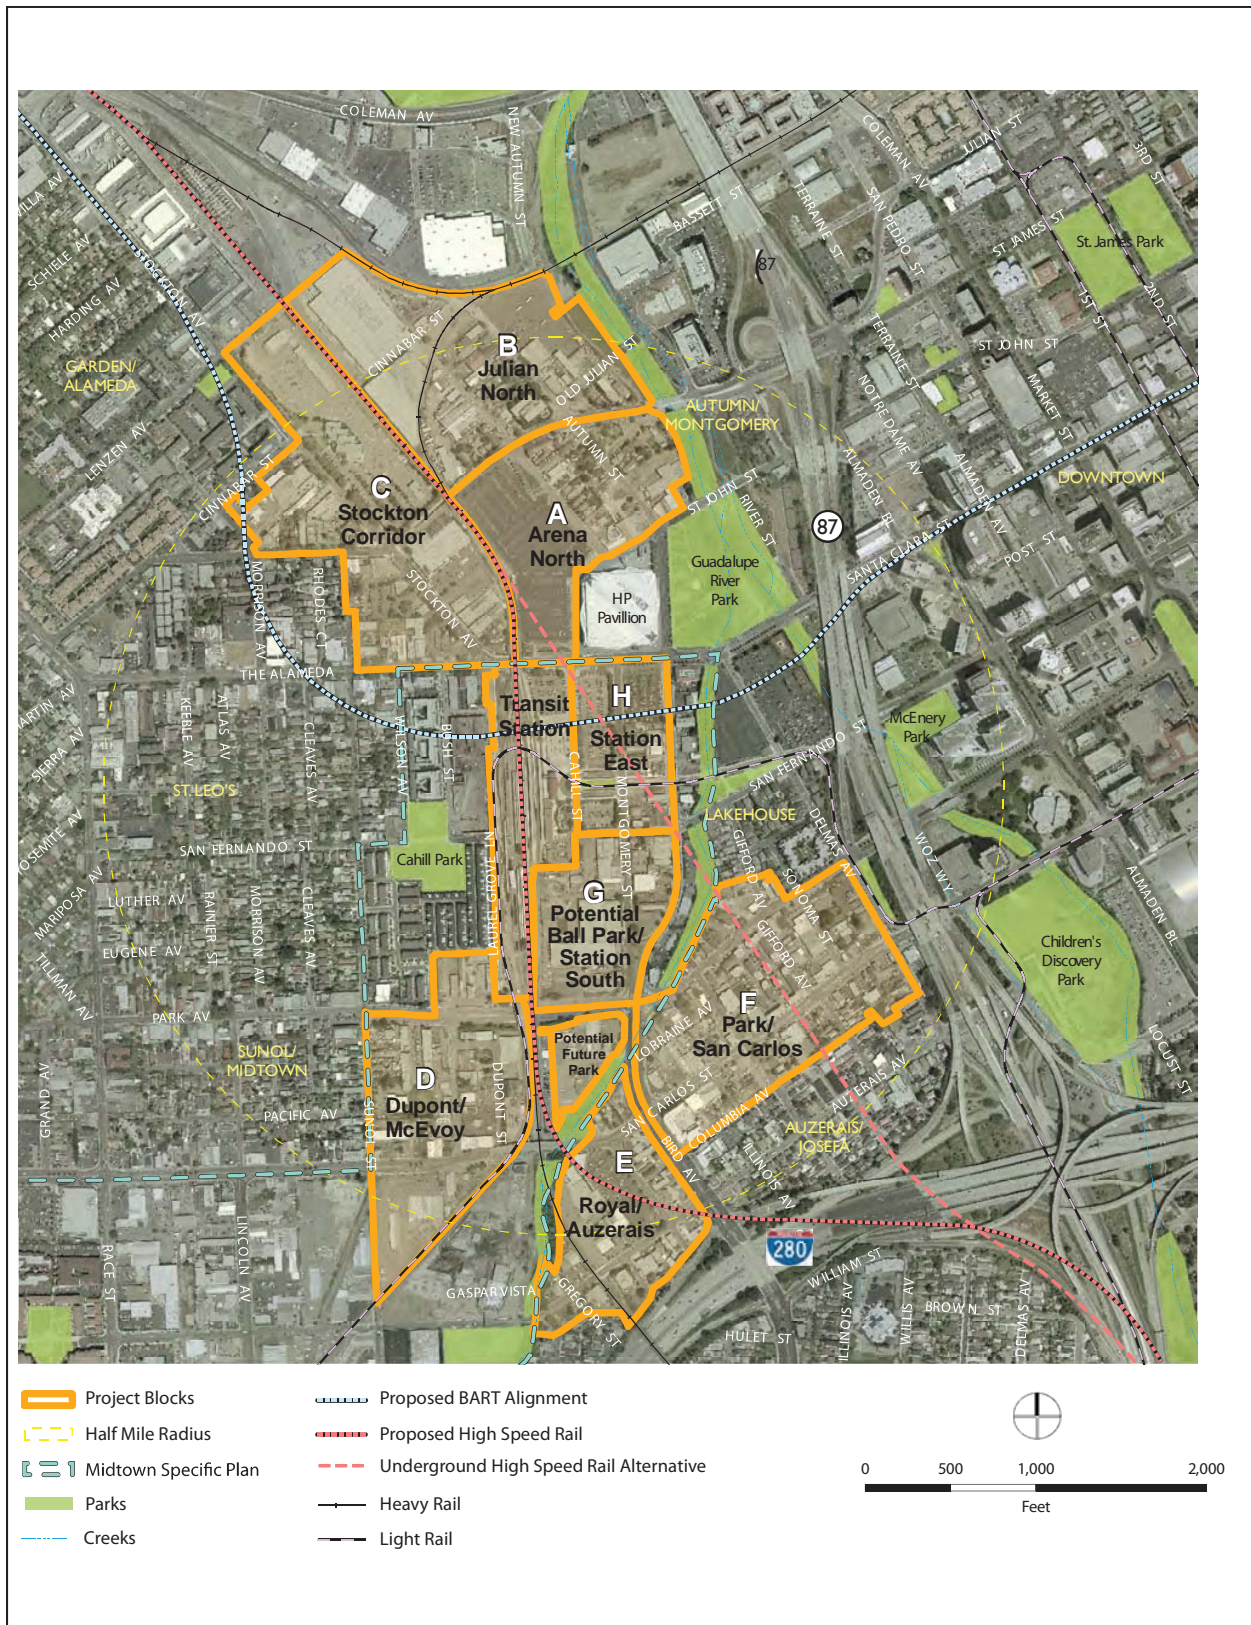 COLEMAN AV
NEW AUTUMN ST
COLEMAN AV
JULIAN ST
3RD ST
VILLA AV
SCHIELE AV
HARDING AV
STOCKTON AV
BASSETT ST
TERRAINE ST
SAN PEDRO ST
ST JAMES ST
St. James Park
87
1ST ST
2ND ST
GARDEN/
ALAMEDA
CINNABAR ST
B
Julian
North
OLD JULIAN ST
AUTUMN ST
AUTUMN/
MONTGOMERY
TERRAINE ST
ST JOHN ST
MARKET ST
NOTRE DAME AV
LENZEN AV
CINNABAR ST
C
Stockton
Corridor
A
Arena
North
ST JOHN ST
RIVER ST
ALMADEN BL
ALMADEN AV
DOWNTOWN
87
SANTA CLARA ST
POST ST
MORRISON AV
RHODES CT
STOCKTON AV
HP
Pavillion
Guadalupe
River
Park
THE ALAMEDA
MARTIN AV
SIERRA AV
KEEBLE AV
ATLAS AV
CLEAVES AV
WILSON AV
BUSH ST
Transit
Station
H
Station
East
CAHILL ST
MONTGOMERY ST
McEnery
Park
SAN FERNANDO ST
ST.LEO'S
YOSEMITE AV
MARIPOSA AV
SAN FERNANDO ST
Cahill Park
LAUREL GROVE LN
LAKEHOUSE
GIFFORD AV
DELMAS AV
WOZ WY
SONOMA ST
GIFFORD AV
LUTHER AV
RAINIER ST
MORRISON AV
CLEAVES AV
EUGENE AV
TILLMAN AV
PARK AV
G
Potential
Ball Park/
Station
South
ALMADEN BL
Children's
Discovery
Park
F
Park/
San Carlos
LORRAINE AV
Potential
Future
Park
LOCUST ST
SUNOL/
MIDTOWN
D
Dupont/
McEvoy
DUPONT ST
GRAND AV
PACIFIC AV
SUNOL ST
SAN CARLOS ST
COLUMBIA AV
AUZERAIS AV
AUZERAIS/
JOSEFA
BIRD AV
ILLINOIS AV
E
Royal/
Auzerais
LINCOLN AV
RACE ST
280
WILLIAM ST
GASPAR VISTA
GREGORY ST
HULET ST
ILLINOIS AV
WILLIS AV
BROWN ST
DELMAS AV
Project Blocks
Half Mile Radius
Midtown Specific Plan
Parks
Creeks
Proposed BART Alignment
Proposed High Speed Rail
Underground High Speed Rail Alternative
Heavy Rail
Light Rail
0 500 1,000 2,000
Feet